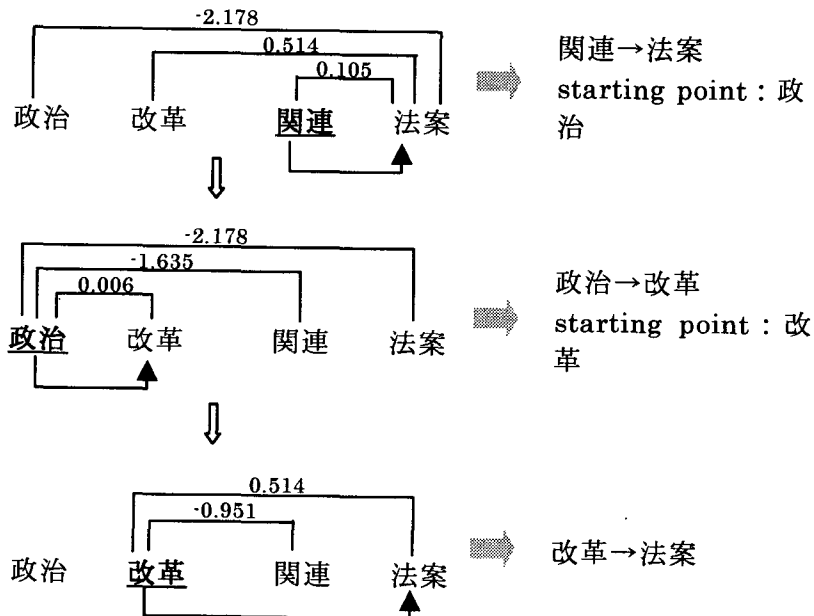 -2.178
0.514
0.105
政治 改革 関連 法案
関連→法案
starting point : 政
治
-2.178
-1.635
0.006
政治 改革 関連 法案
政治→改革
starting point : 改
革
0.514
-0.951
政治 改革 関連 法案
改革→法案